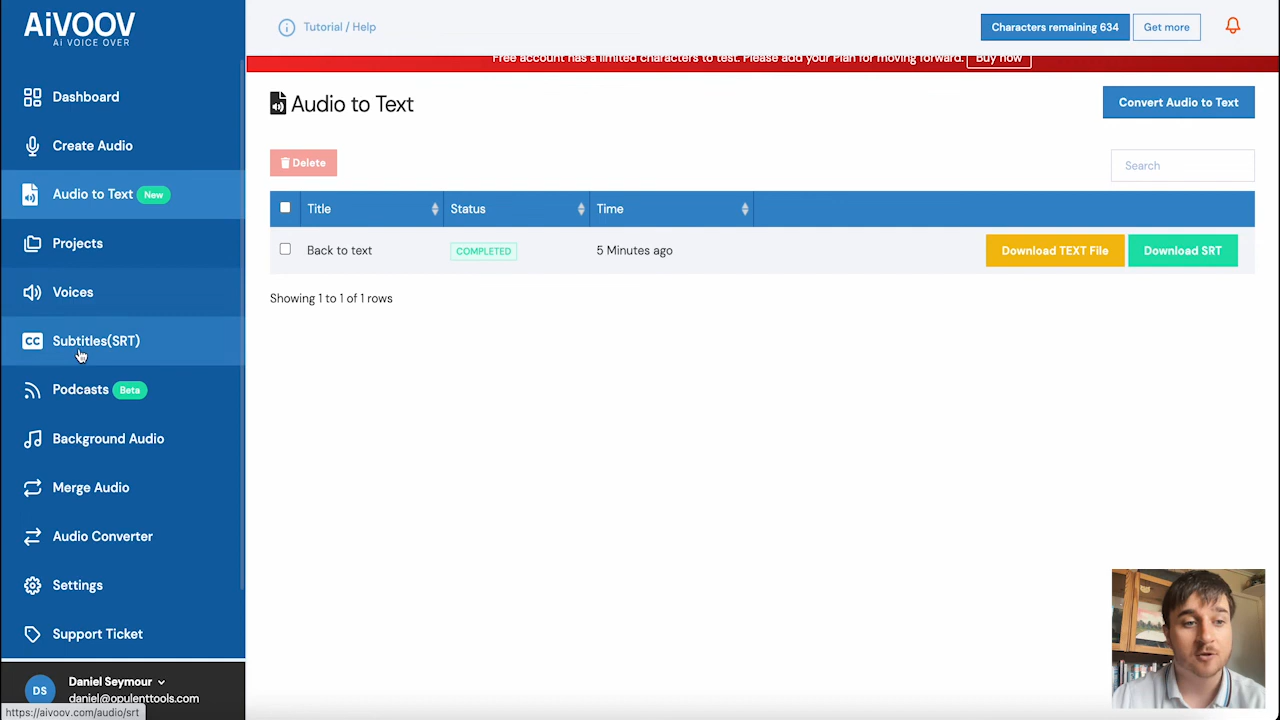 AiVOOV
Ai VOICE OVER
Tutorial / Help
Characters remaining 634
Get more
Free account has a limited characters to test. Please add your Plan for moving forward.
Buy now
Dashboard
Create Audio
Audio to Text New
Projects
Voices
CC Subtitles(SRT)
Podcasts Beta
Background Audio
Merge Audio
Audio Converter
Settings
Support Ticket
DS
Daniel Seymour
daniel@opulenttools.com
https://aivoov.com/audio/srt
Audio to Text
Convert Audio to Text
Delete
Search
Title Status Time
Back to text COMPLETED 5 Minutes ago Download TEXT File Download SRT
Showing 1 to 1 of 1 rows